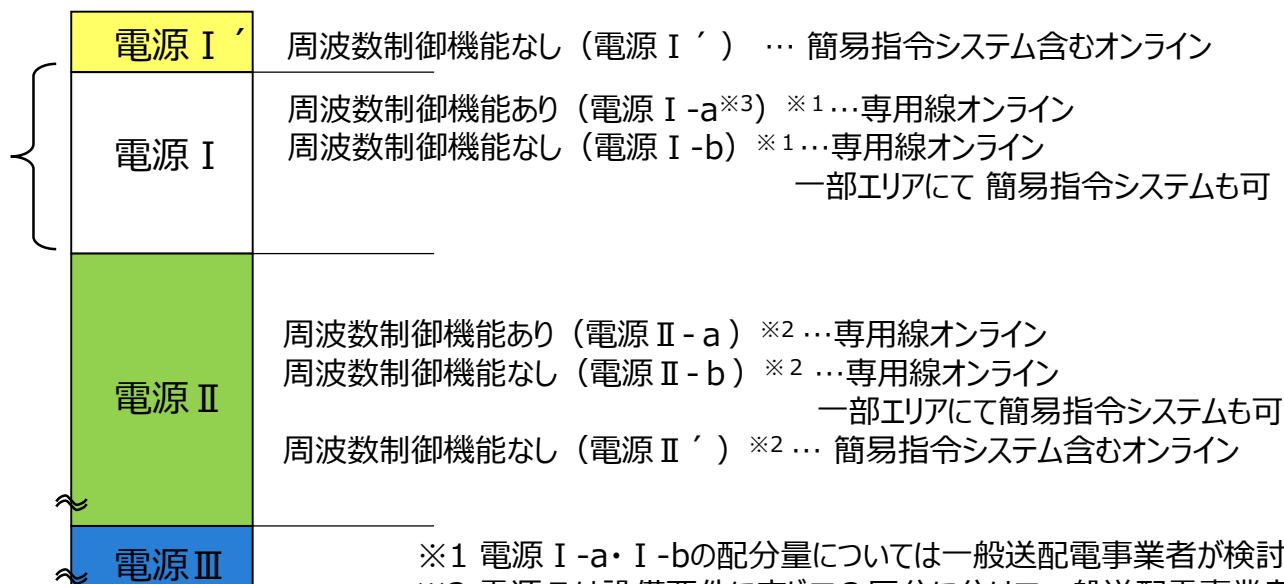 電源Ⅰ´ 周波数制御機能なし（電源Ⅰ´） … 簡易指令システム含むオンライン
周波数制御機能あり（電源Ⅰ-a※3）※1…専用線オンライン
電源Ⅰ 周波数制御機能なし（電源Ⅰ-b）※1…専用線オンライン
一部エリアにて 簡易指令システムも可
周波数制御機能あり（電源Ⅱ-a）※2…専用線オンライン
周波数制御機能なし（電源Ⅱ-b）※2…専用線オンライン
電源Ⅱ 一部エリアにて簡易指令システムも可
周波数制御機能なし（電源Ⅱ´）※2… 簡易指令システム含むオンライン
電源Ⅲ ※1 電源Ⅰ-a・Ⅰ-bの配分量については一般送配電事業者が検討